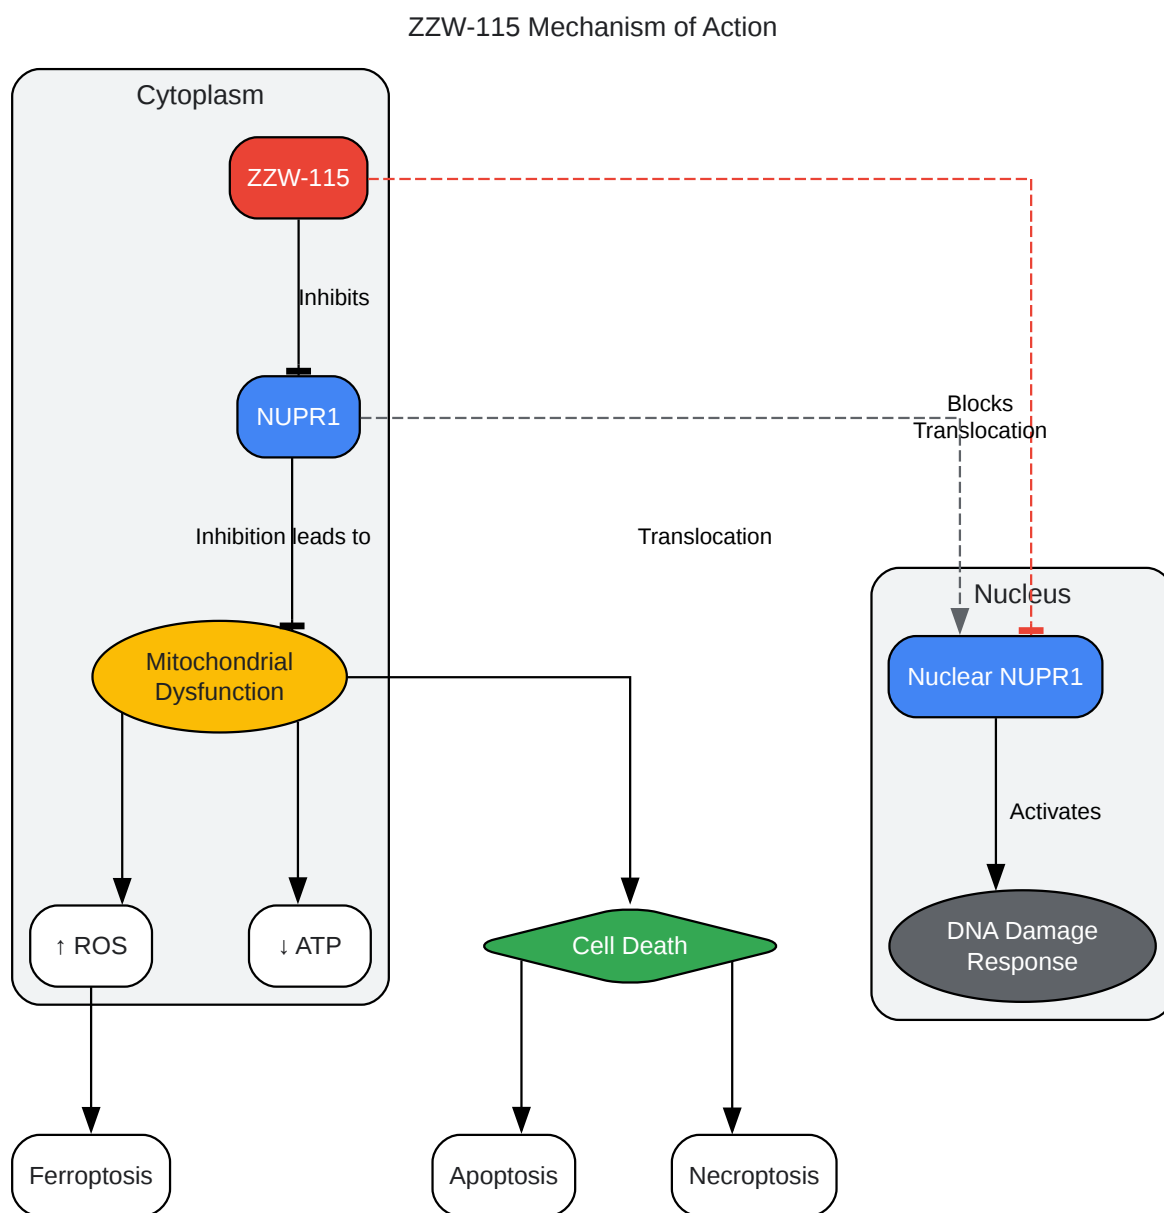 ZZW-115 Mechanism of Action
Cytoplasm
ZZW-115
Inhibits
NUPR1
Blocks
Translocation
Inhibition leads to
Translocation
Nucleus
Mitochondrial
Dysfunction
Nuclear NUPR1
Activates
↑ ROS
↓ ATP
Cell Death
DNA Damage
Response
Ferroptosis
Apoptosis
Necroptosis